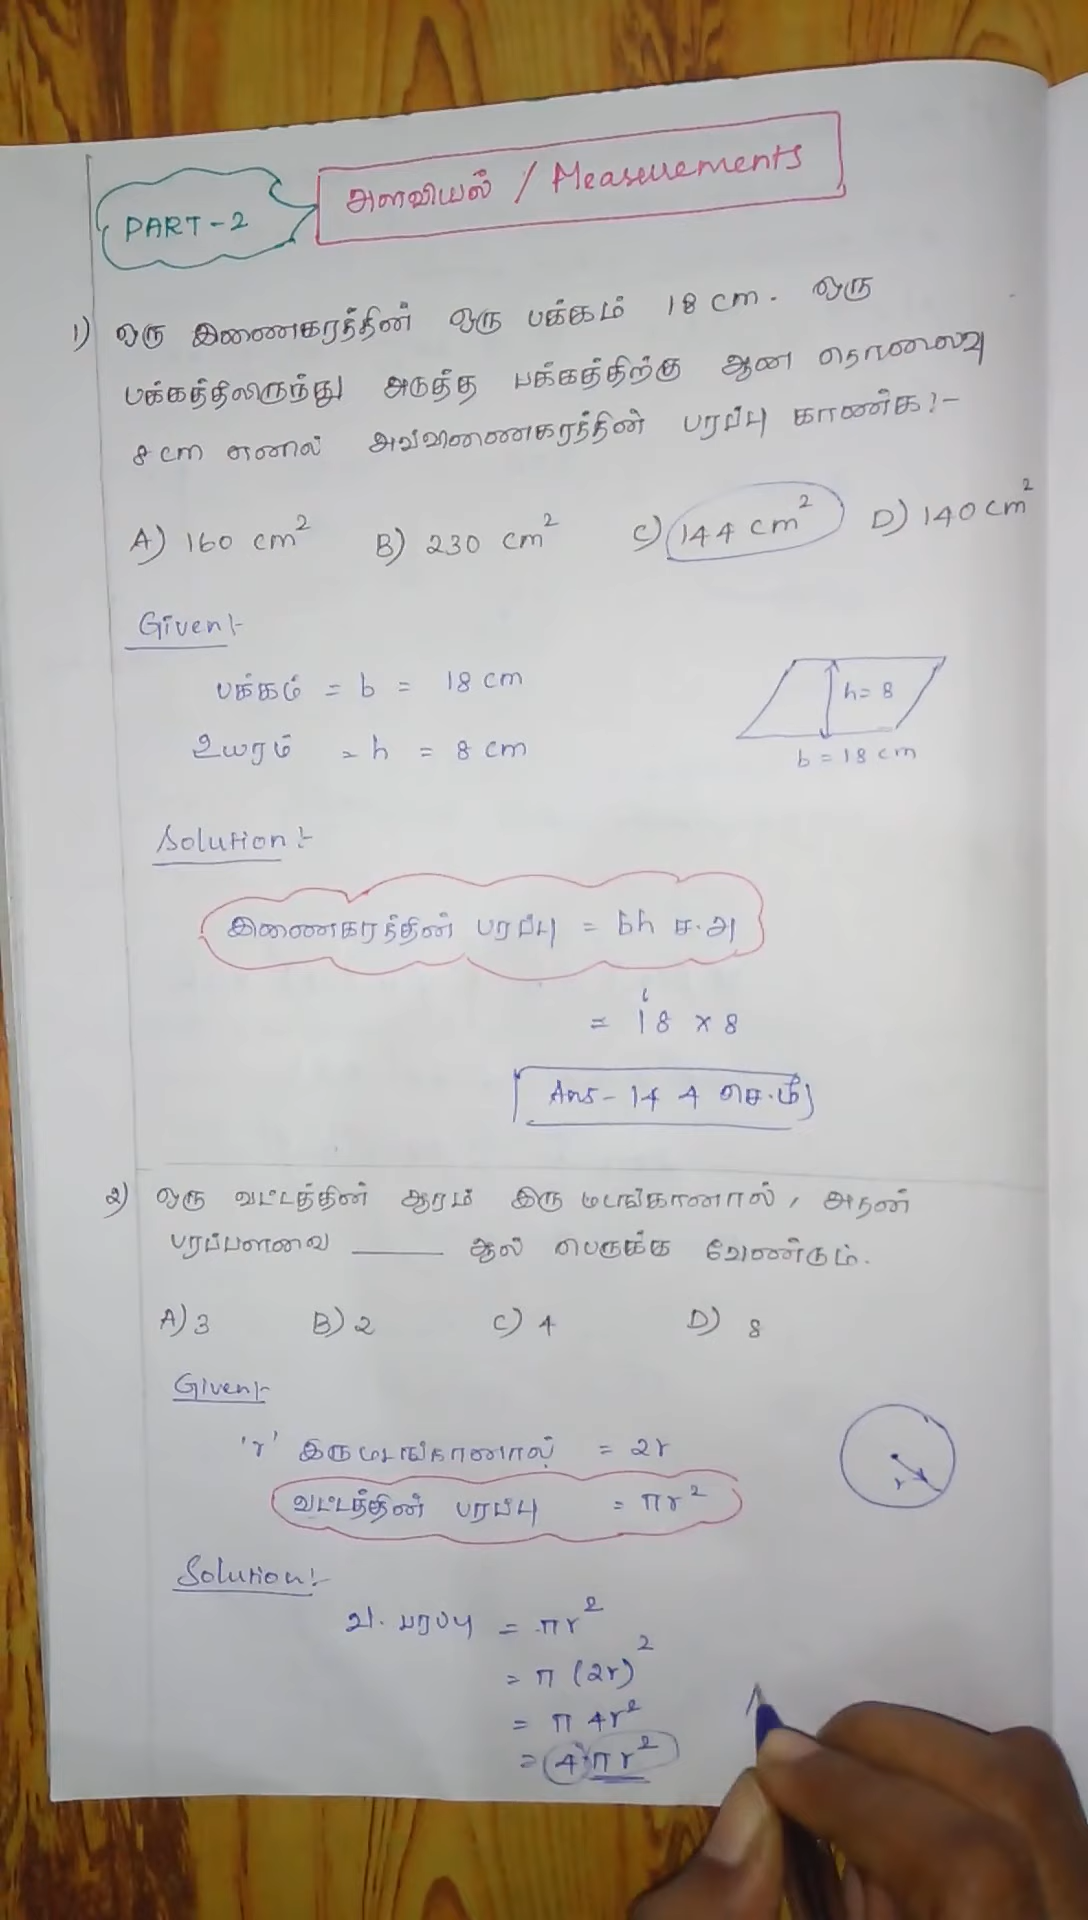 PART-2
அளவியல் / Measurements
1) ஒரு இணைகரத்தின் ஒரு பக்கம் 18 cm. ஒரு
பக்கத்திலிருந்து அடுத்த பக்கத்திற்கு ஆன தொலைவு
8 cm எனில் அவ்விணைகரத்தின் பரப்பு காண்க:-
A) 160 cm² B) 230 cm² C) 144 cm² D) 140 cm²
Given:-
பக்கம் = b = 18 cm
உயரம் = h = 8 cm
h = 8
b = 18 cm
Solution:-
இணைகரத்தின் பரப்பு = bh ச.அ
= 18 x 8
Ans - 144 செ.மீ
2) ஒரு வட்டத்தின் ஆரம் இரு மடங்கானால், அதன்
பரப்பளவை _____ ஆல் பெருக்க வேண்டும்.
A) 3 B) 2 C) 4 D) 8
Given:-
'r' இருமடங்கானால் = 2r
வட்டத்தின் பரப்பு = πr²
r
Solution:-
வ. பரப்பு = πr²
= π (2r)²
= π 4r²
= 4 πr²